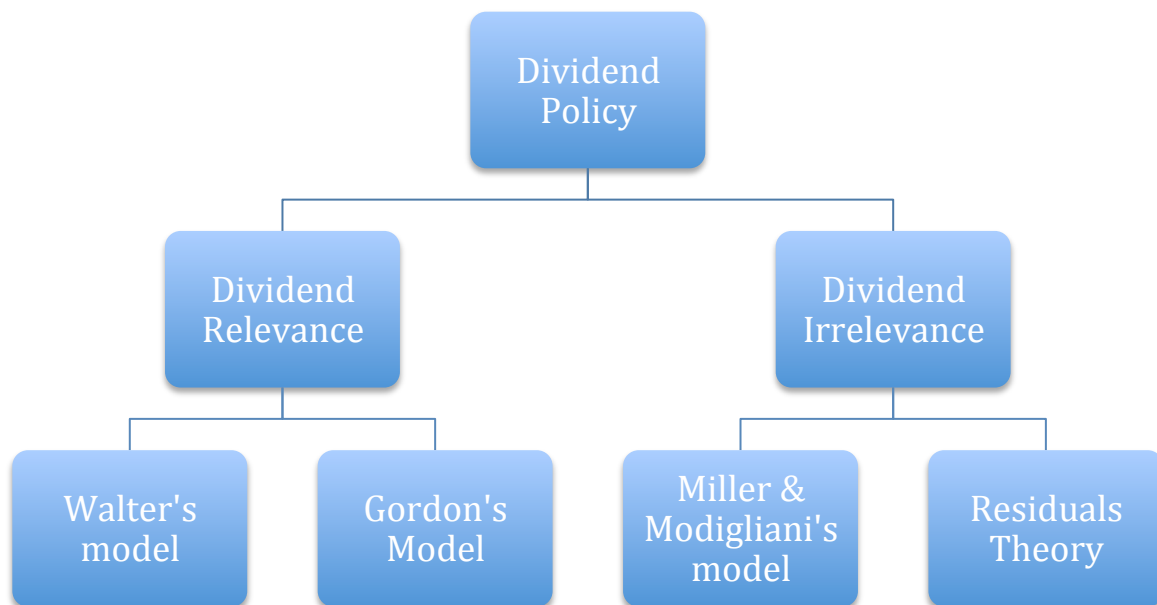 Dividend
Policy
Dividend
Relevance
Dividend
Irrelevance
Walter's
model
Gordon's
Model
Miller &
Modigliani's
model
Residuals
Theory